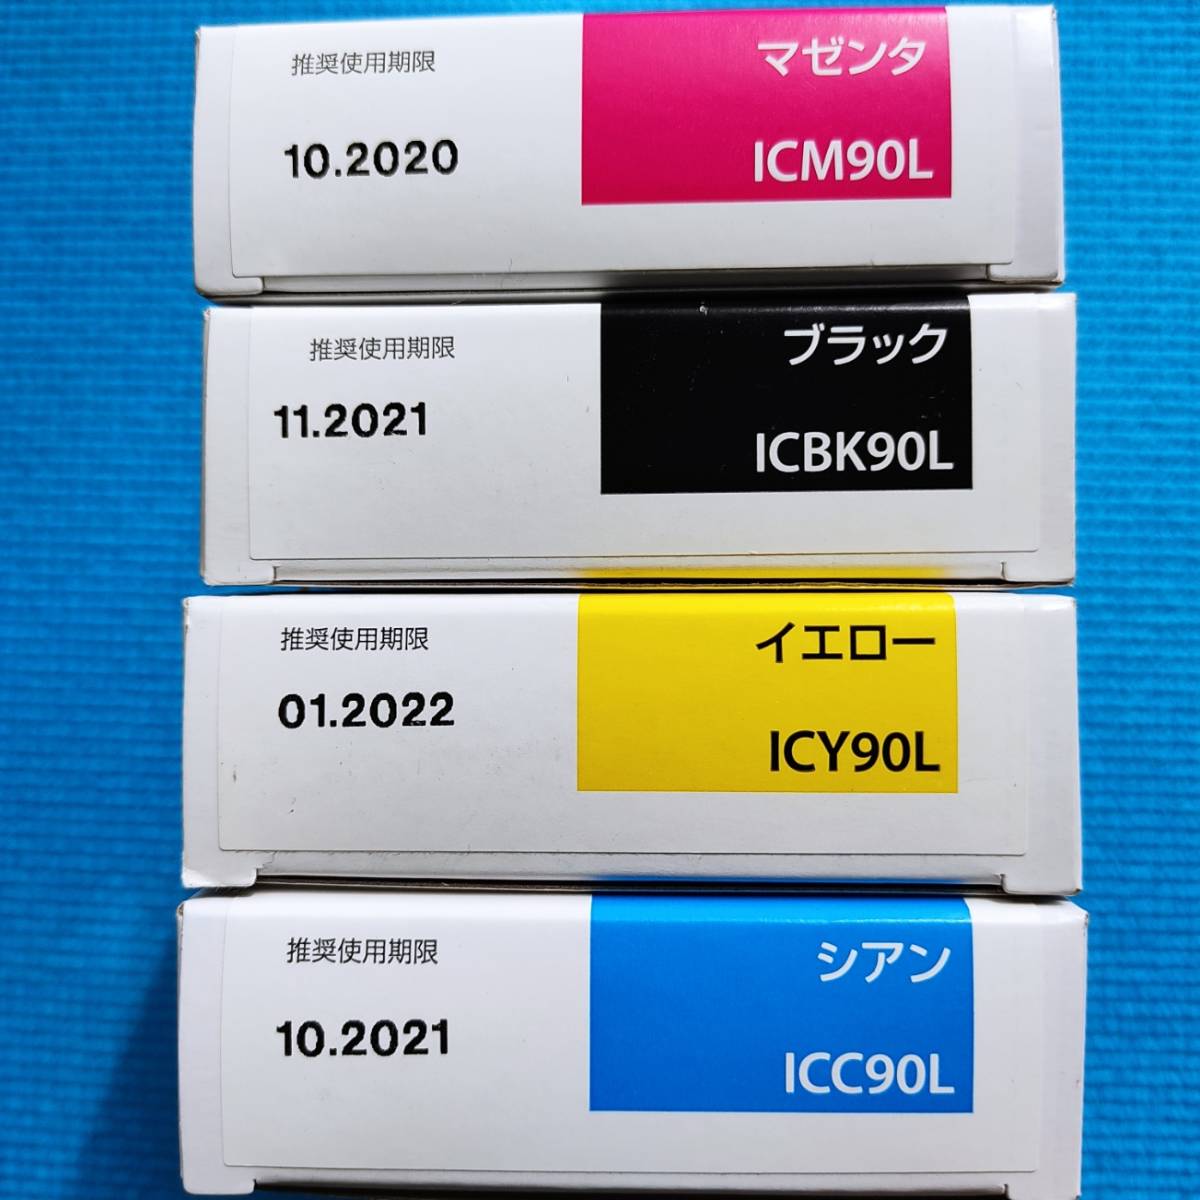 推奨使用期限
マゼンタ
10.2020
ICM90L
推奨使用期限
ブラック
11.2021
ICBK90L
推奨使用期限
イエロー
01.2022
ICY90L
推奨使用期限
シアン
10.2021
ICC90L